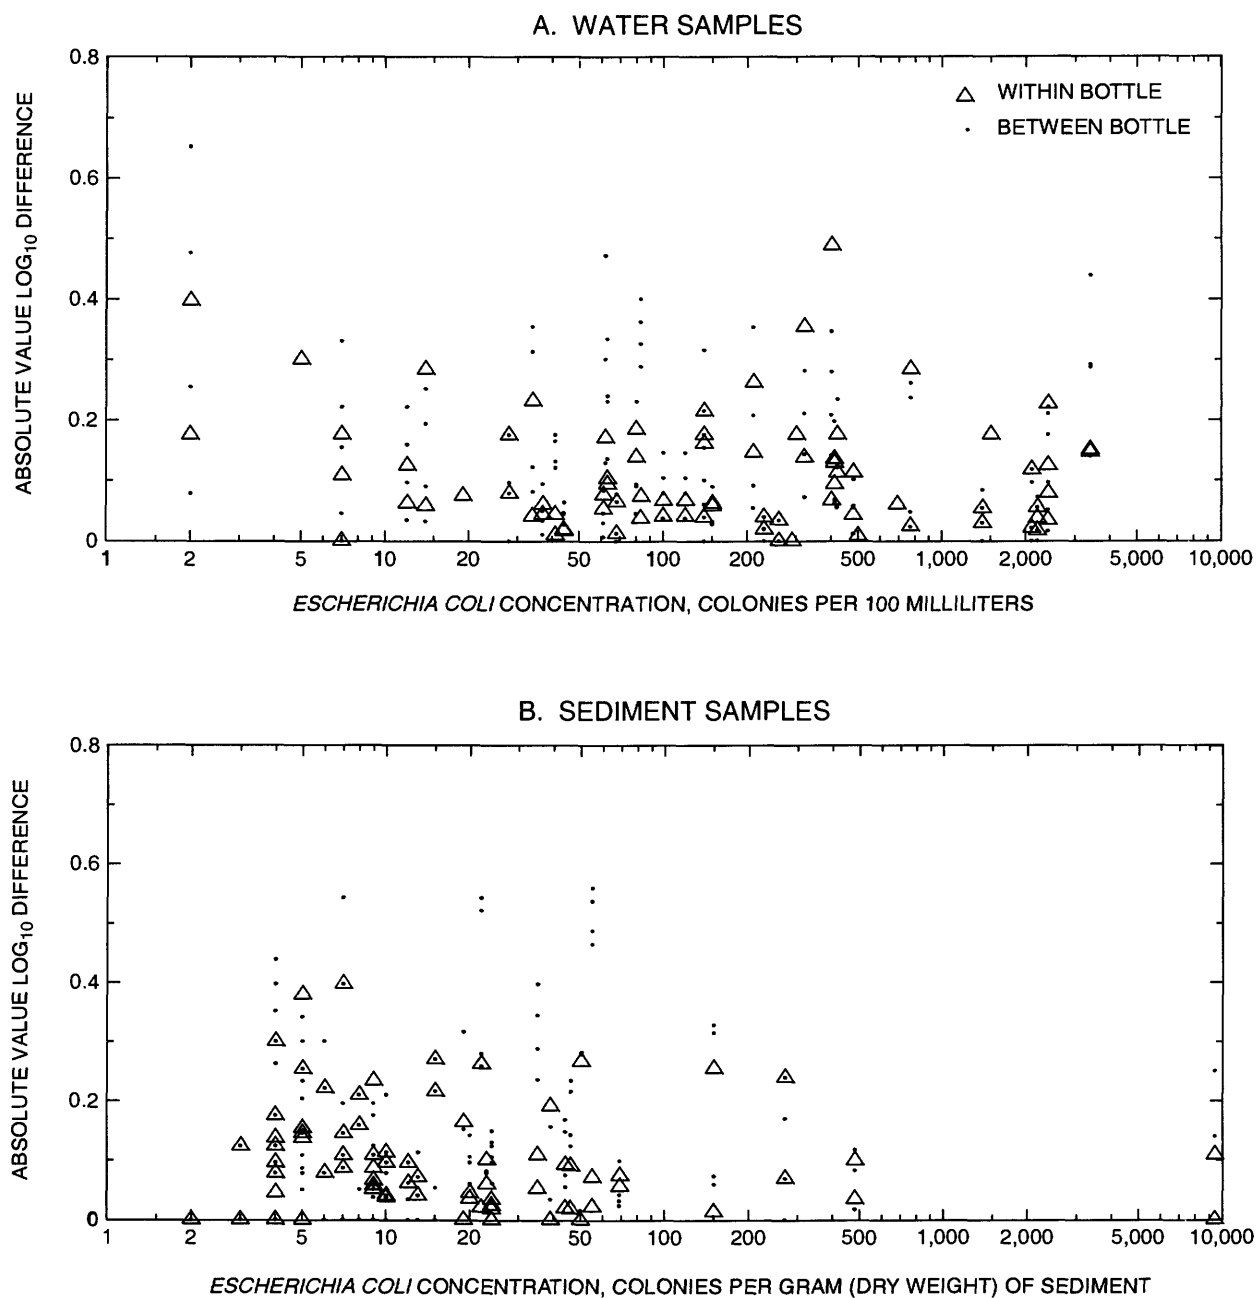 A. WATER SAMPLES
0.8
0.6
0.4
0.2
0
ABSOLUTE VALUE LOG10 DIFFERENCE
WITHIN BOTTLE
BETWEEN BOTTLE
1 2 5 10 20 50 100 200 500 1,000 2,000 5,000 10,000
ESCHERICHIA COLI CONCENTRATION, COLONIES PER 100 MILLILITERS
B. SEDIMENT SAMPLES
0.8
0.6
0.4
0.2
0
ABSOLUTE VALUE LOG10 DIFFERENCE
1 2 5 10 20 50 100 200 500 1,000 2,000 5,000 10,000
ESCHERICHIA COLI CONCENTRATION, COLONIES PER GRAM (DRY WEIGHT) OF SEDIMENT